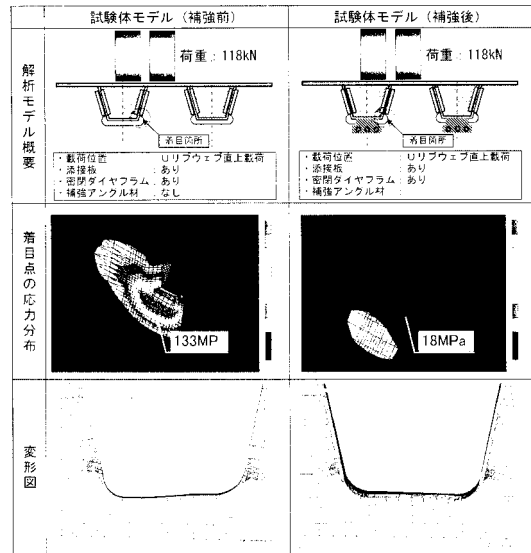 試験体モデル（補強前）
試験体モデル（補強後）
解析モデル概要
荷重：118kN
着目箇所
・載荷位置　：Uリブウェブ直上載荷
・添接板　：あり
・密閉ダイヤフラム：あり
・補強アングル材　：なし
荷重：118kN
着目箇所
・載荷位置　：Uリブウェブ直上載荷
・添接板　：あり
・密閉ダイヤフラム：あり
・補強アングル材
着目点の応力分布
133MP
18MPa
変形図